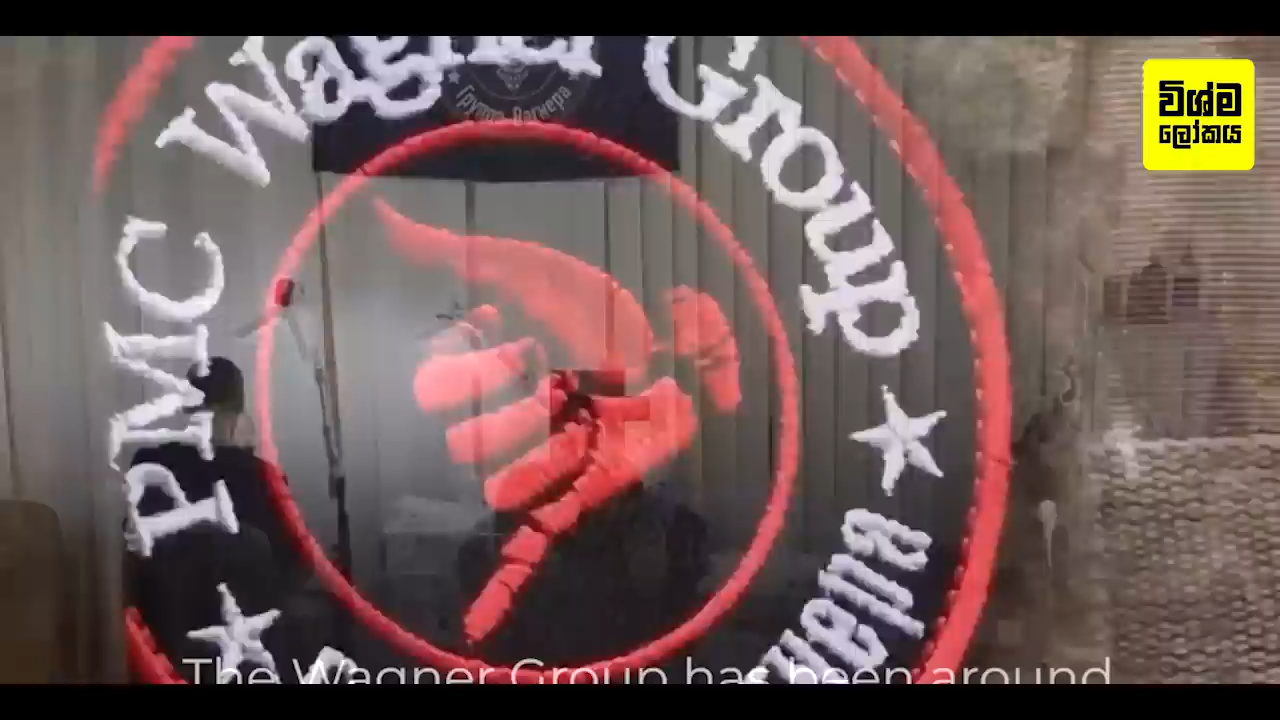 PMC Wagner Group
Группа Вагнера
විශ්ම
ලෝකය
The Wagner Group has been around